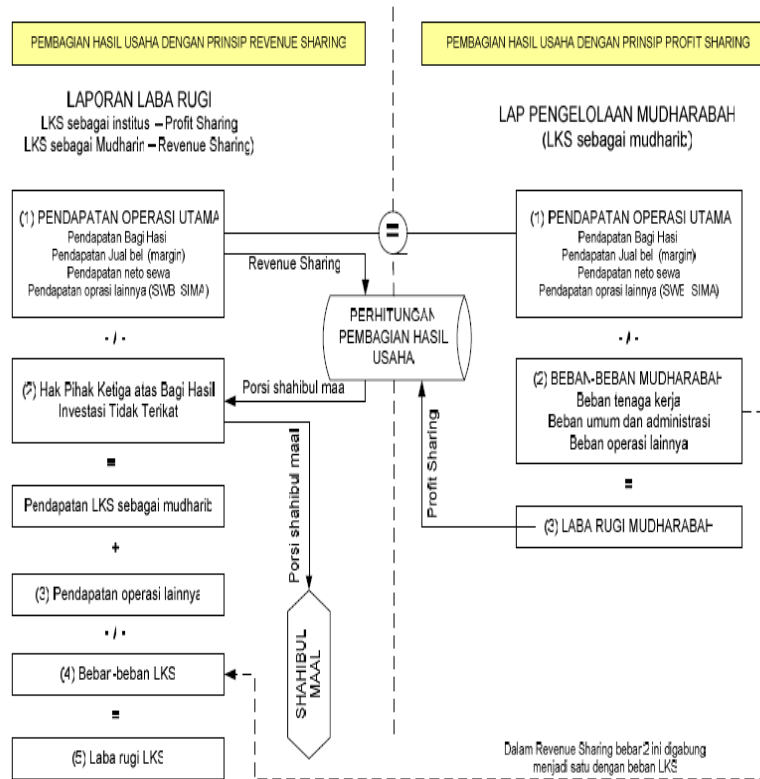 PEMBAGIAN HASIL USAHA DENGAN PRINSIP REVENUE SHARING
PEMBAGIAN HASIL USAHA DENGAN PRINSIP PROFIT SHARING
LAPORAN LABA RUGI
LKS sebagai institus – Profit Sharing
LKS sebagai Mudharin – Revenue Sharing)
LAP PENGELOLAAN MUDHARABAH
(LKS sebagai mudharib)
(1) PENDAPATAN OPERASI UTAMA
Pendapatan Bagi Hasi
Pendapatan Jual bel (margin)
Pendapatan neto sewa
Pendapatan oprasi lainnya (SWB SIMA)
=
(1) PENDAPATAN OPERASI UTAMA
Pendapatan Bagi Hasi
Pendapatan Jual bel (margin)
Pendapatan neto sewa
Pendapatan oprasi lainnya (SWB SIMA)
Revenue Sharing
PERHITUNGAN
PEMBAGIAN HASIL
USAHA
- / -
- / -
Porsi shahibul maa
(2) Hak Pihak Ketiga atas Bagi Hasil
Investasi Tidak Terikat
(2) BEBAN-BEBAN MUDHARABAH
Beban tenaga kerja
Beban umum dan administrasi
Beban operasi lainnya
=
=
Porsi shahibul maal
Profit Sharing
Pendapatan LKS sebagai mudharib
(3) LABA RUGI MUDHARABAH
+
(3) Pendapatan operasi lainnya
- / -
SHAHIBUL
MAAL
(4) Beban-beban LKS
=
(5) Laba rugi LKS
Dalam Revenue Sharing beban2 ini digabung
menjadi satu dengan beban LKS